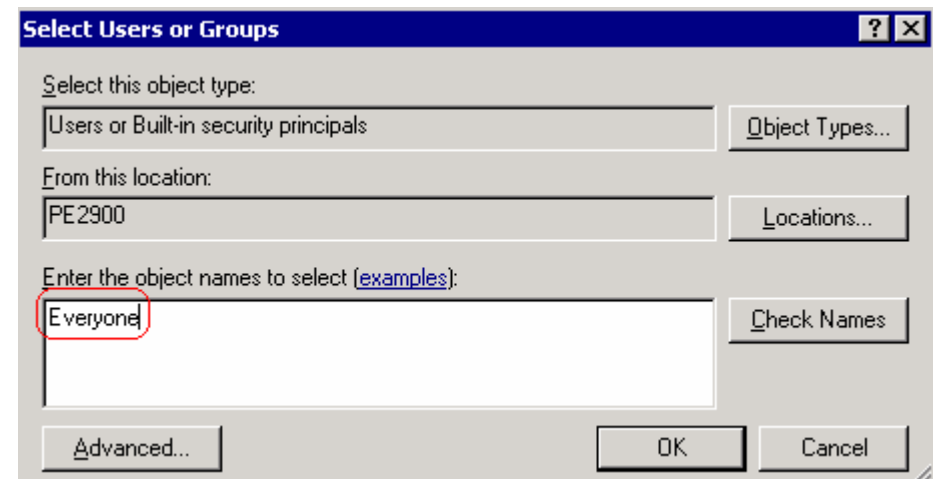 Select Users or Groups
Select this object type:
Users or Built-in security principals
Object Types...
From this location:
PE2900
Locations...
Enter the object names to select (examples):
Everyone
Check Names
Advanced...
OK
Cancel